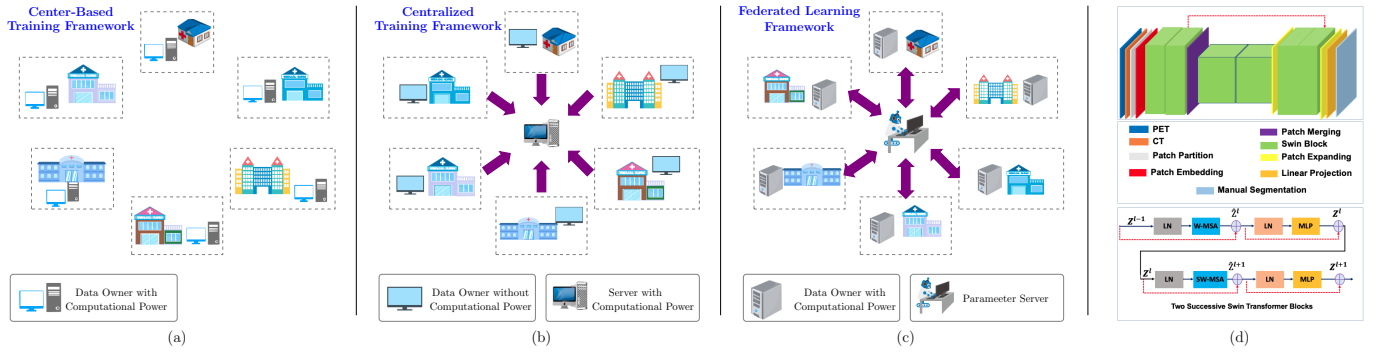 Center-Based
Training Framework
Data Owner with
Computational Power
(a)
Centralized
Training Framework
Data Owner without
Computational Power
Server with
Computational Power
(b)
Federated Learning
Framework
Data Owner with
Computational Power
Parameeter Server
(c)
PET
CT
Patch Partition
Patch Embedding
Patch Merging
Swin Block
Patch Expanding
Linear Projection
Manual Segmentation
Z^{l-1} LN W-MSA Ẑ^l LN MLP Z^l
Z^l LN SW-MSA Ẑ^{l+1} LN MLP Z^{l+1}
Two Successive Swin Transformer Blocks
(d)